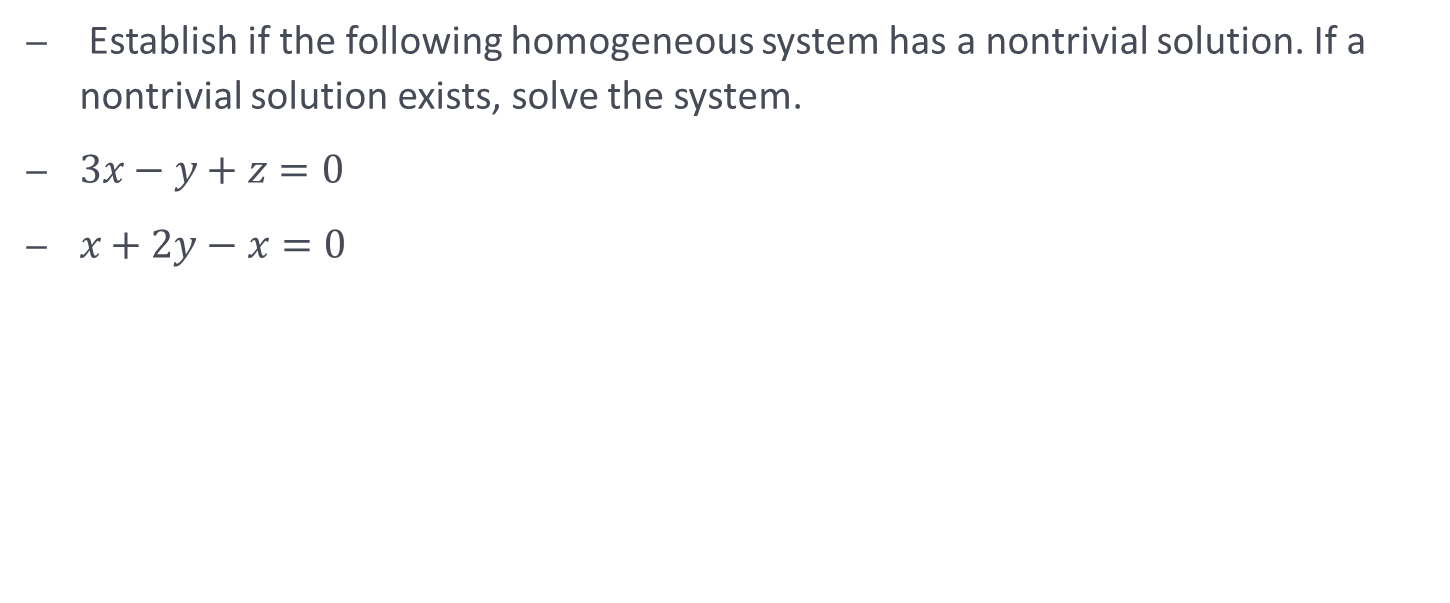 – Establish if the following homogeneous system has a nontrivial solution. If a
nontrivial solution exists, solve the system.
– 3x − y + z = 0
– x + 2y − x = 0